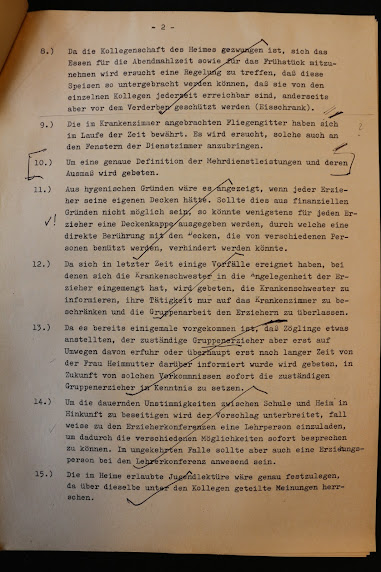 - 2 -
8.) Da die Kollegenschaft des Heimes gezwungen ist, sich das
Essen für die Abendmahlzeit sowie für das Frühstück mitzu-
nehmen wird ersucht eine Regelung zu treffen, daß diese
Speisen so untergebracht werden können, daß sie von den
einzelnen Kollegen jederzeit erreichbar sind, anderseits
aber vor dem Verderben geschützt werden (Eisschrank).
9.) Die im Krankenzimmer angebrachten Fliegengitter haben sich
im Laufe der Zeit bewährt. Es wird ersucht, solche auch an
den Fenstern der Dienstzimmer anzubringen.
10.) Um eine genaue Definition der Mehrdienstleistungen und deren
Ausmaß wird gebeten.
11.) Aus hygenischen Gründen wäre es angezeigt, wenn jeder Erzie-
her seine eigenen Decken hätte. Sollte dies aus finanziellen
Gründen nicht möglich sein, so könnte wenigstens für jeden Er-
zieher eine Deckenkappe ausgegeben werden, durch welche eine
direkte Berührung mit den Decken, die von verschiedenen Per-
sonen benützt werden, verhindert werden könnte.
12.) Da sich in letzter Zeit einige Vorfälle ereignet haben, bei
denen sich die Krankenschwester in die Angelegenheit der Er-
zieher eingemengt hat, wird gebeten, die Krankenschwester zu
informieren, ihre Tätigkeit nur auf das Krankenzimmer zu be-
schränken und die Gruppenarbeit den Erziehern zu überlassen.
13.) Da es bereits einigemale vorgekommen ist, daß Zöglinge etwas
anstellten, der zuständige Gruppenerzieher aber erst auf
Umwegen davon erfuhr oder überhaupt erst nach langer Zeit von
der Frau Heimmutter darüber informiert wurde wird gebeten, in
Zukunft von solchen Vorkommnissen sofort die zuständigen
Gruppenerzieher in Kenntnis zu setzen.
14.) Um die dauernden Unstimmigkeiten zwischen Schule und Heim in
Hinkunft zu beseitigen wird der Vorschlag unterbreitet, fall
weise zu den Erzieherkonferenzen eine Lehrperson einzuladen,
um dadurch die verschiedenen Möglichkeiten sofort besprechen
zu können. In ungekehrten Falle sollte aber auch eine Erziehungs-
person bei den Lehrerkonferenz anwesend sein.
15.) Die im Heime erlaubte Jugendlektüre wäre genau festzulegen,
da über dieselbe unter den Kollegen geteilte Meinungen herr-
schen.